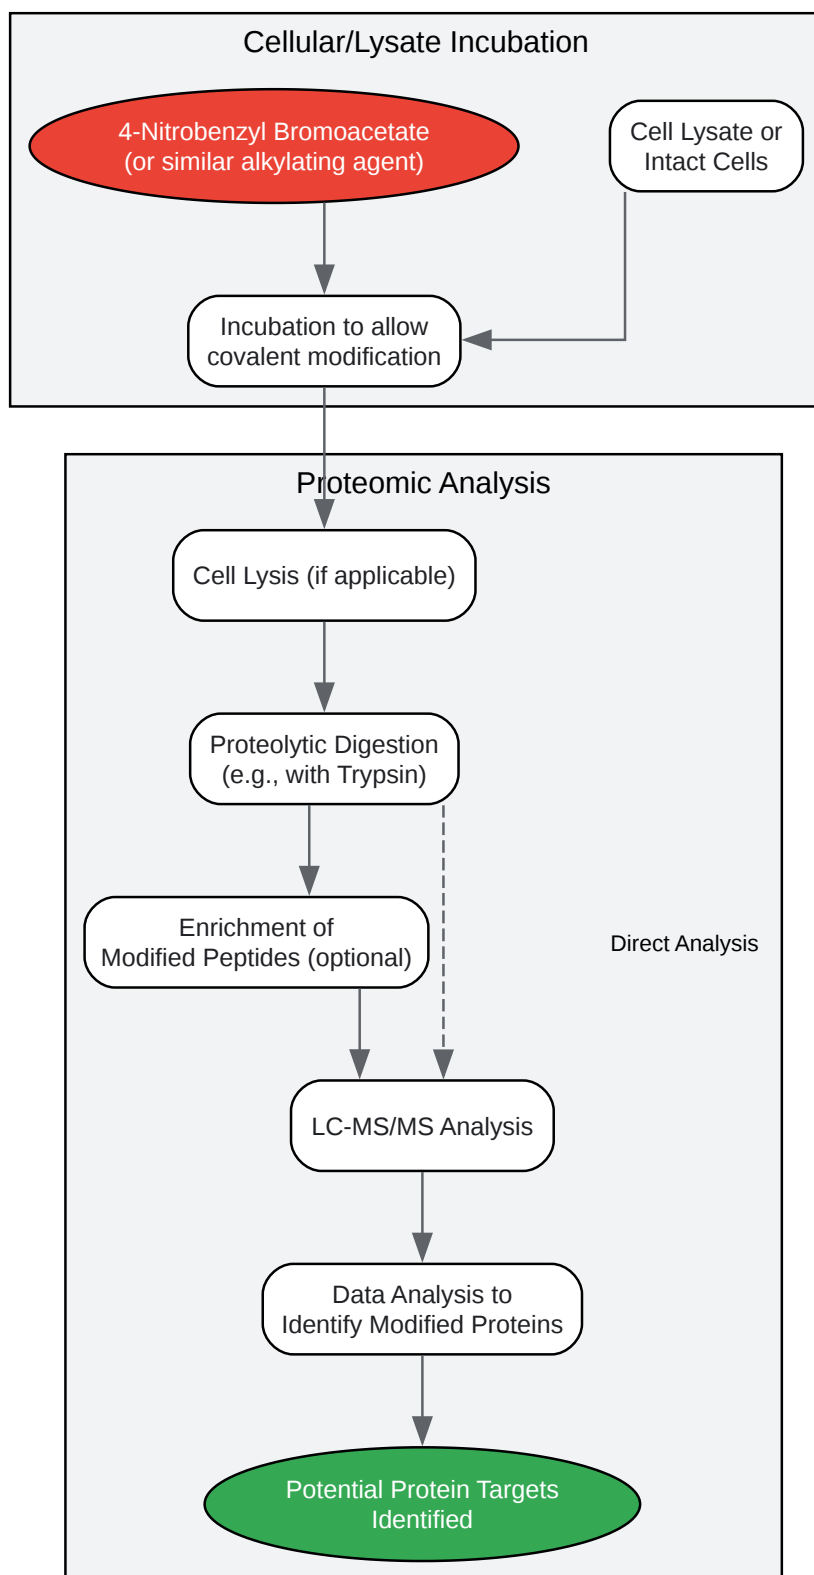 Cellular/Lysate Incubation
4-Nitrobenzyl Bromoacetate
(or similar alkylating agent)
Cell Lysate or
Intact Cells
Incubation to allow
covalent modification
Proteomic Analysis
Cell Lysis (if applicable)
Proteolytic Digestion
(e.g., with Trypsin)
Enrichment of
Modified Peptides (optional)
Direct Analysis
LC-MS/MS Analysis
Data Analysis to
Identify Modified Proteins
Potential Protein Targets
Identified